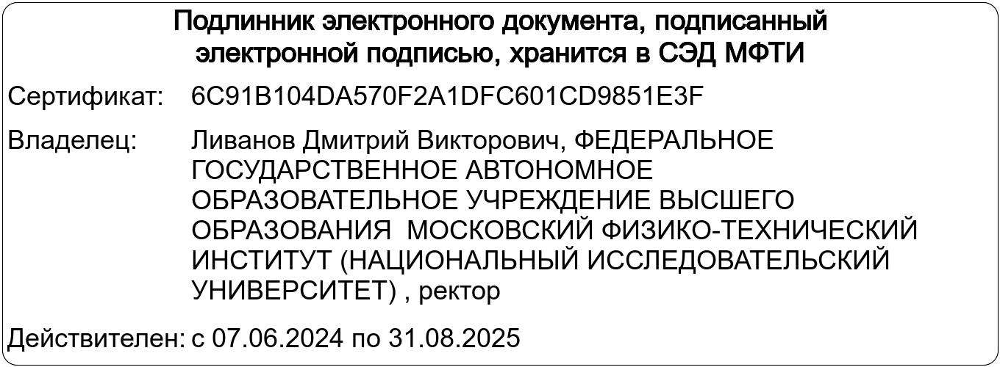 Подлинник электронного документа, подписанный
электронной подписью, хранится в СЭД МФТИ
Сертификат: 6C91B104DA570F2A1DFC601CD9851E3F
Владелец: Ливанов Дмитрий Викторович, ФЕДЕРАЛЬНОЕ
ГОСУДАРСТВЕННОЕ АВТОНОМНОЕ
ОБРАЗОВАТЕЛЬНОЕ УЧРЕЖДЕНИЕ ВЫСШЕГО
ОБРАЗОВАНИЯ  МОСКОВСКИЙ ФИЗИКО-ТЕХНИЧЕСКИЙ
ИНСТИТУТ (НАЦИОНАЛЬНЫЙ ИССЛЕДОВАТЕЛЬСКИЙ
УНИВЕРСИТЕТ) , ректор
Действителен: с 07.06.2024 по 31.08.2025